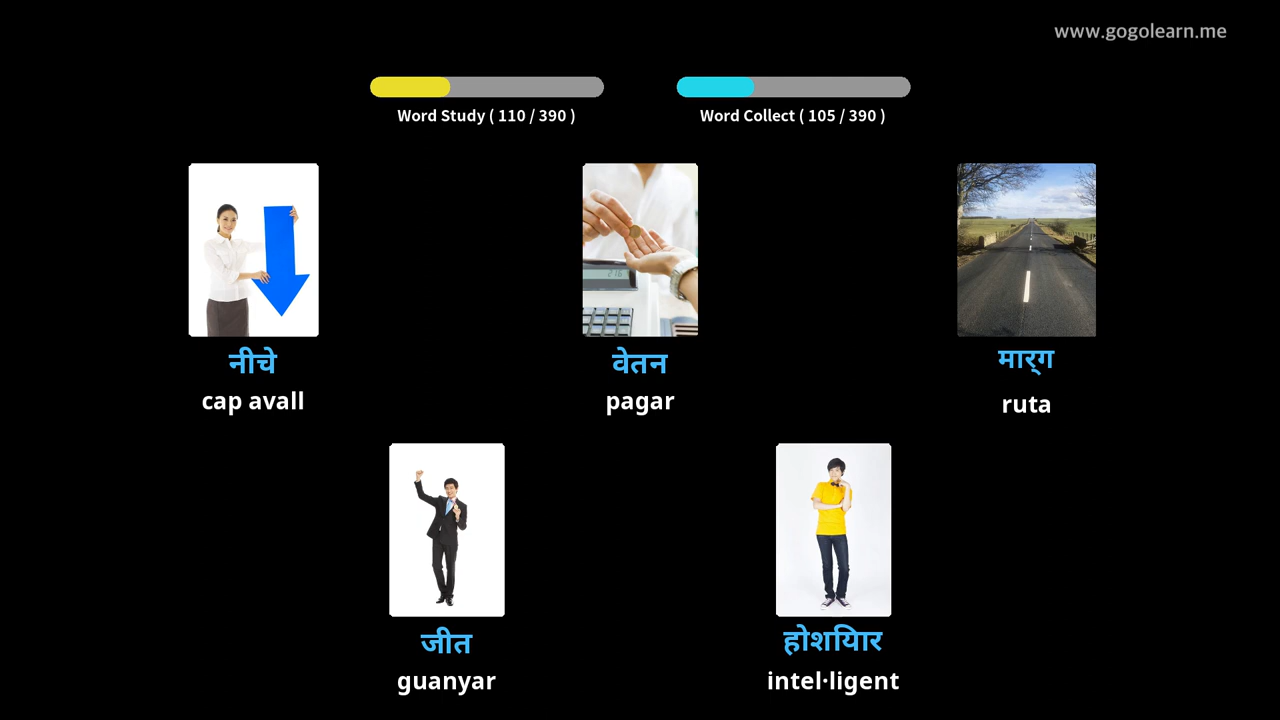 www.gogolearn.me
Word Study ( 110 / 390 )
Word Collect ( 105 / 390 )
नीचे
वेतन
मार्‌ग
cap avall
pagar
ruta
जीत
होशयिार
guanyar
intel·ligent